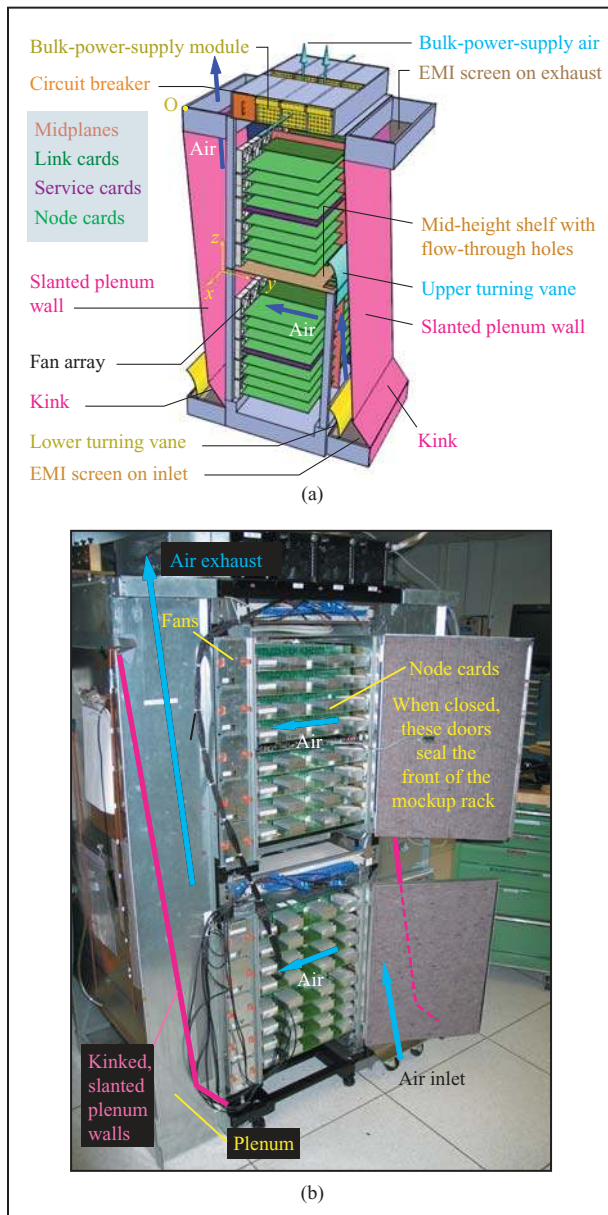 Bulk-power-supply module
Bulk-power-supply air
Circuit breaker
EMI screen on exhaust
O
Air
Midplanes
Link cards
Service cards
Node cards
Mid-height shelf with
flow-through holes
z
x
y
Slanted plenum
wall
Upper turning vane
Air
Slanted plenum wall
Fan array
Kink
Lower turning vane
Kink
EMI screen on inlet
(a)
Air exhaust
Fans
Node cards
When closed,
these doors
seal the
front of the
mockup rack
Air
Air
Kinked,
slanted
plenum
walls
Air inlet
Plenum
(b)